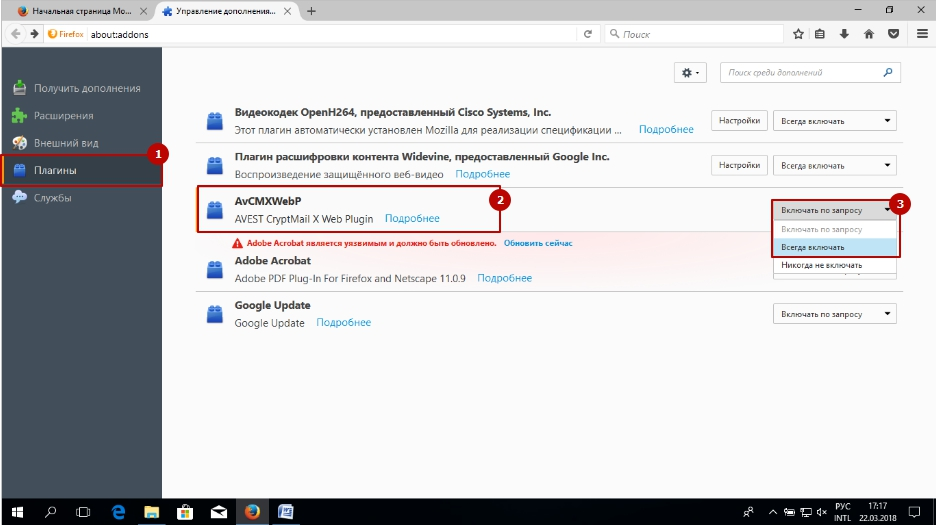 Начальная страница Mo...
Управление дополнения...
Firefox
about:addons
Поиск
Получить дополнения
Расширения
Внешний вид
1
Плагины
Службы
Поиск среди дополнений
Видеокодек OpenH264, предоставленный Cisco Systems, Inc.
Этот плагин автоматически установлен Mozilla для реализации спецификации ... Подробнее
Настройки
Всегда включать
Плагин расшифровки контента Widevine, предоставленный Google Inc.
Воспроизведение защищённого веб-видео Подробнее
Настройки
Всегда включать
2
AvCMXWebP
AVEST CryptMail X Web Plugin Подробнее
3
Включать по запросу
Включать по запросу
Всегда включать
Никогда не включать
Adobe Acrobat является уязвимым и должно быть обновлено. Обновить сейчас
Adobe Acrobat
Adobe PDF Plug-In For Firefox and Netscape 11.0.9 Подробнее
Google Update
Google Update Подробнее
Включать по запросу
РУС
INTL
17:17
22.03.2018